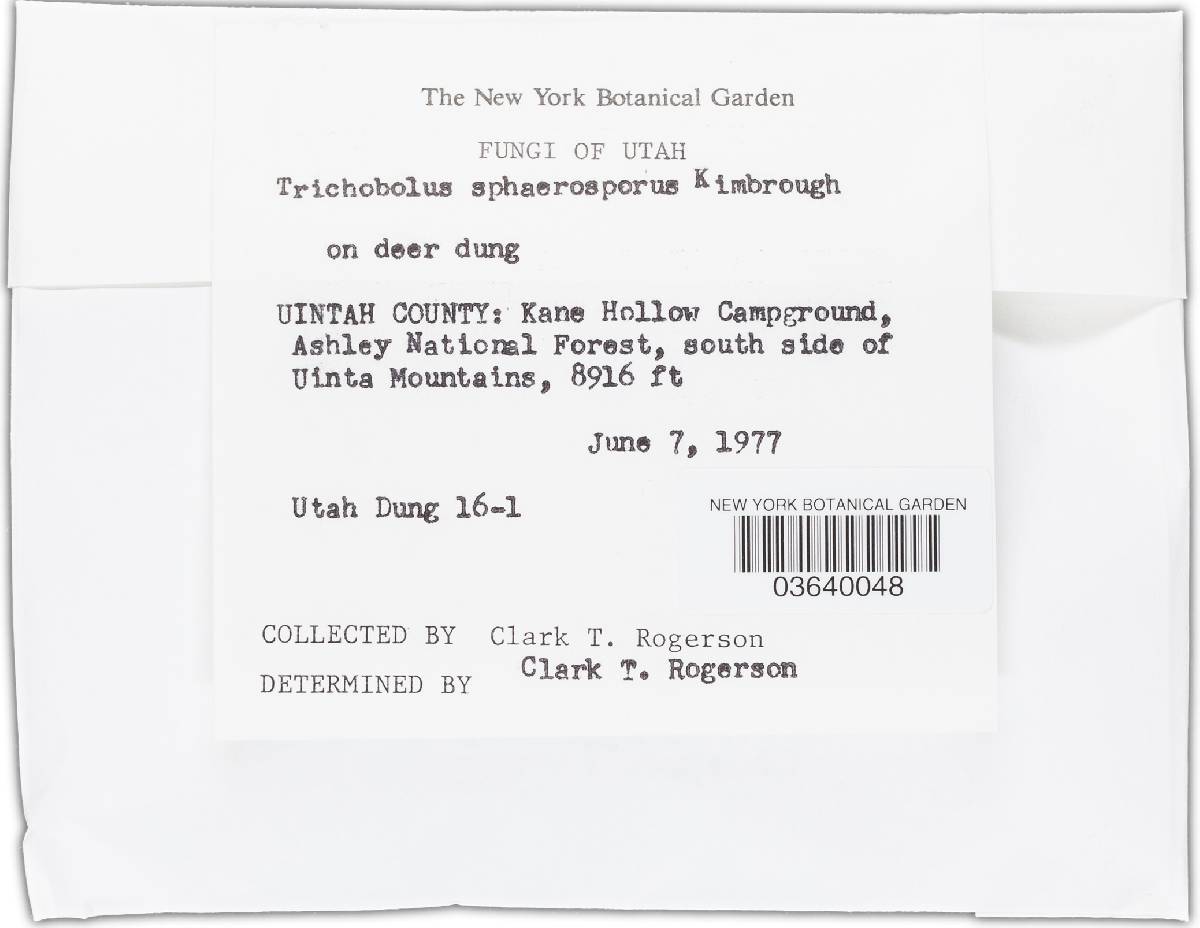 The New York Botanical Garden
FUNGI OF UTAH
Trichobolus sphaerosporus Kimbrough
on deer dung
UINTAH COUNTY: Kane Hollow Campground,
Ashley National Forest, south side of
Uinta Mountains, 8916 ft
June 7, 1977
Utah Dung 16-1
NEW YORK BOTANICAL GARDEN
03640048
COLLECTED BY Clark T. Rogerson
Clark T. Rogerson
DETERMINED BY